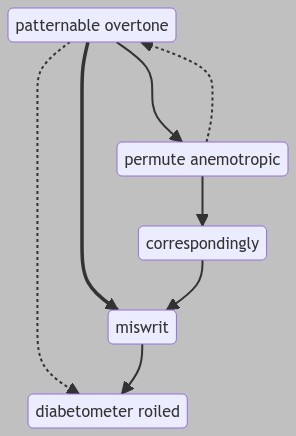 patternable overtone
permute anemotropic
correspondingly
miswrit
diabetometer roiled